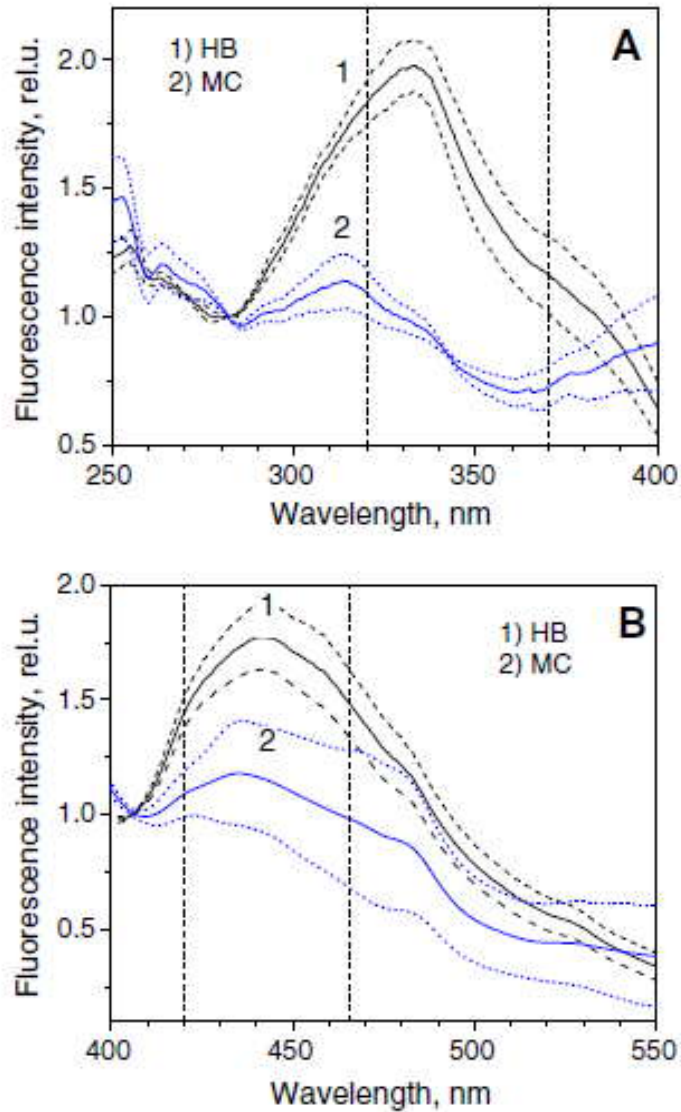 A
1) HB
2) MC
1
2
Fluorescence intensity, rel.u.
2.0
1.5
1.0
0.5
250
300
350
400
Wavelength, nm
B
1) HB
2) MC
1
2
Fluorescence intensity, rel.u.
2.0
1.5
1.0
0.5
400
450
500
550
Wavelength, nm